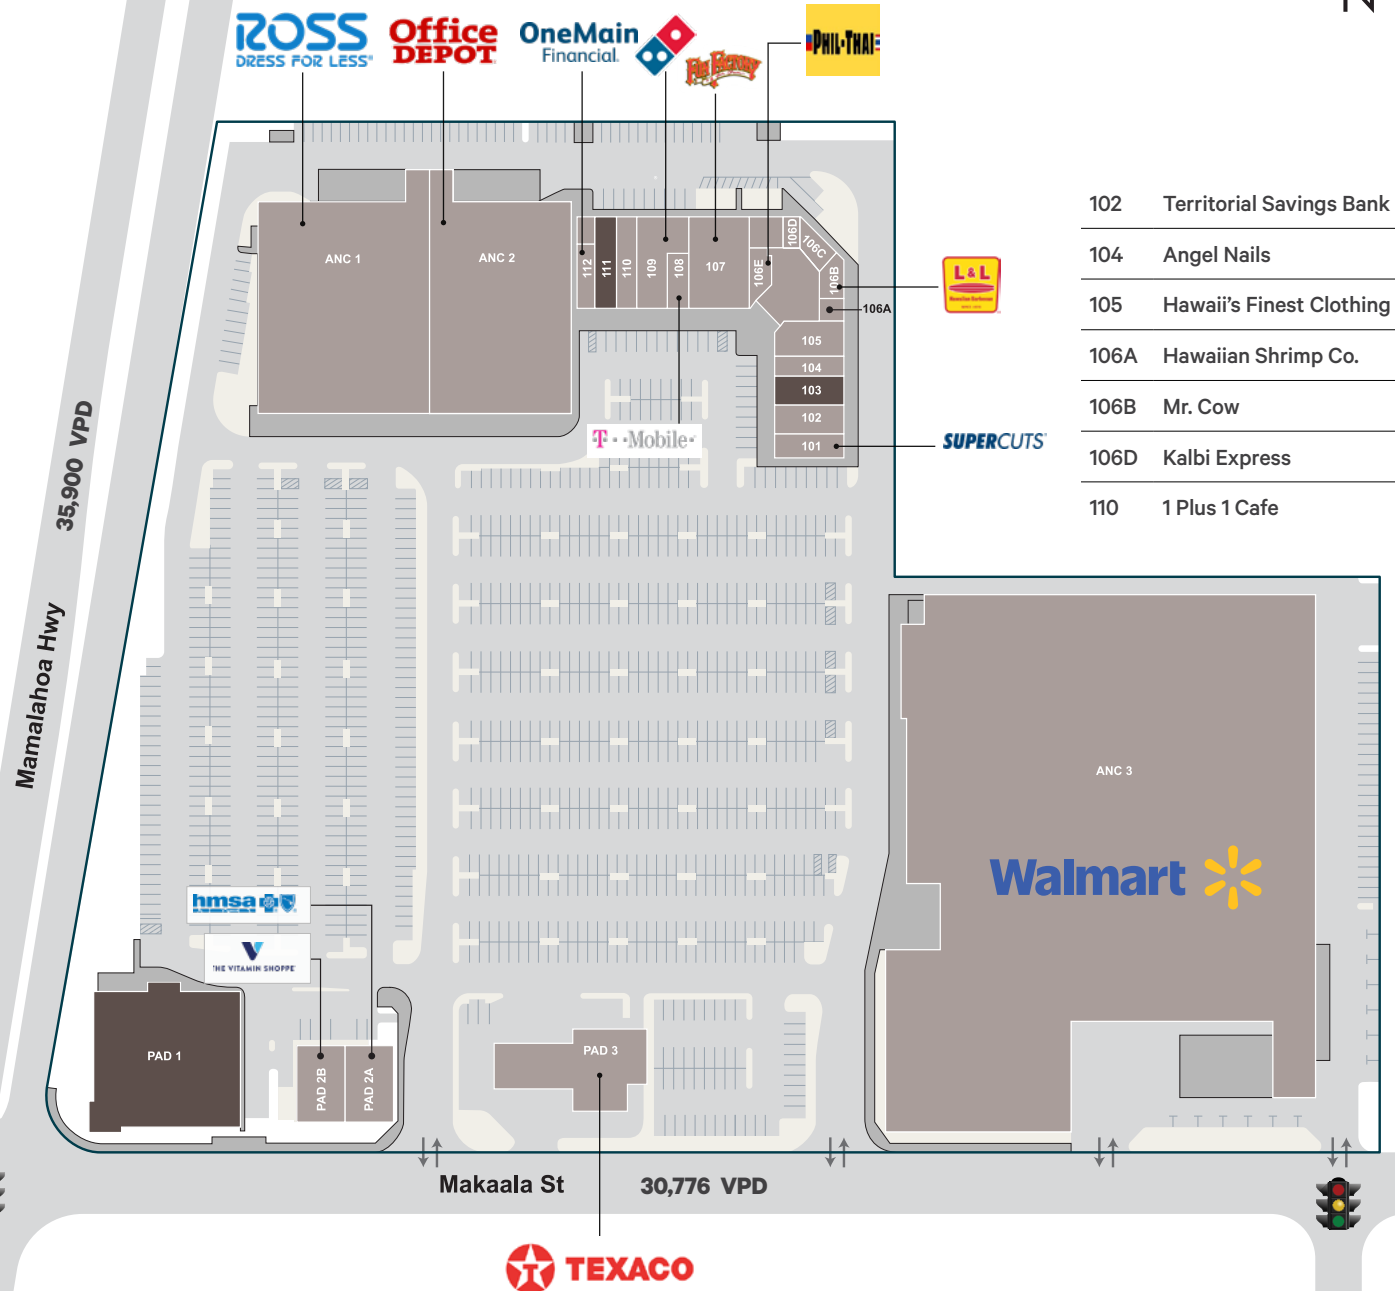 ROSS
DRESS FOR LESS®
Office
DEPOT
OneMain
Financial.
Fun Factory
PHIL-THAI
102 Territorial Savings Bank
104 Angel Nails
105 Hawaii's Finest Clothing
106A Hawaiian Shrimp Co.
106B Mr. Cow
106D Kalbi Express
110 1 Plus 1 Cafe
ANC 1
ANC 2
112
111
110
109
108
107
106E
106D
106C
106B
106A
105
104
103
102
101
L&L
Hawaiian Barbecue
SUPERCUTS®
T··Mobile·
35,900 VPD
Mamalahoa Hwy
ANC 3
Walmart
hmsa
V
THE VITAMIN SHOPPE
PAD 1
PAD 2B
PAD 2A
PAD 3
Makaala St
30,776 VPD
T TEXACO